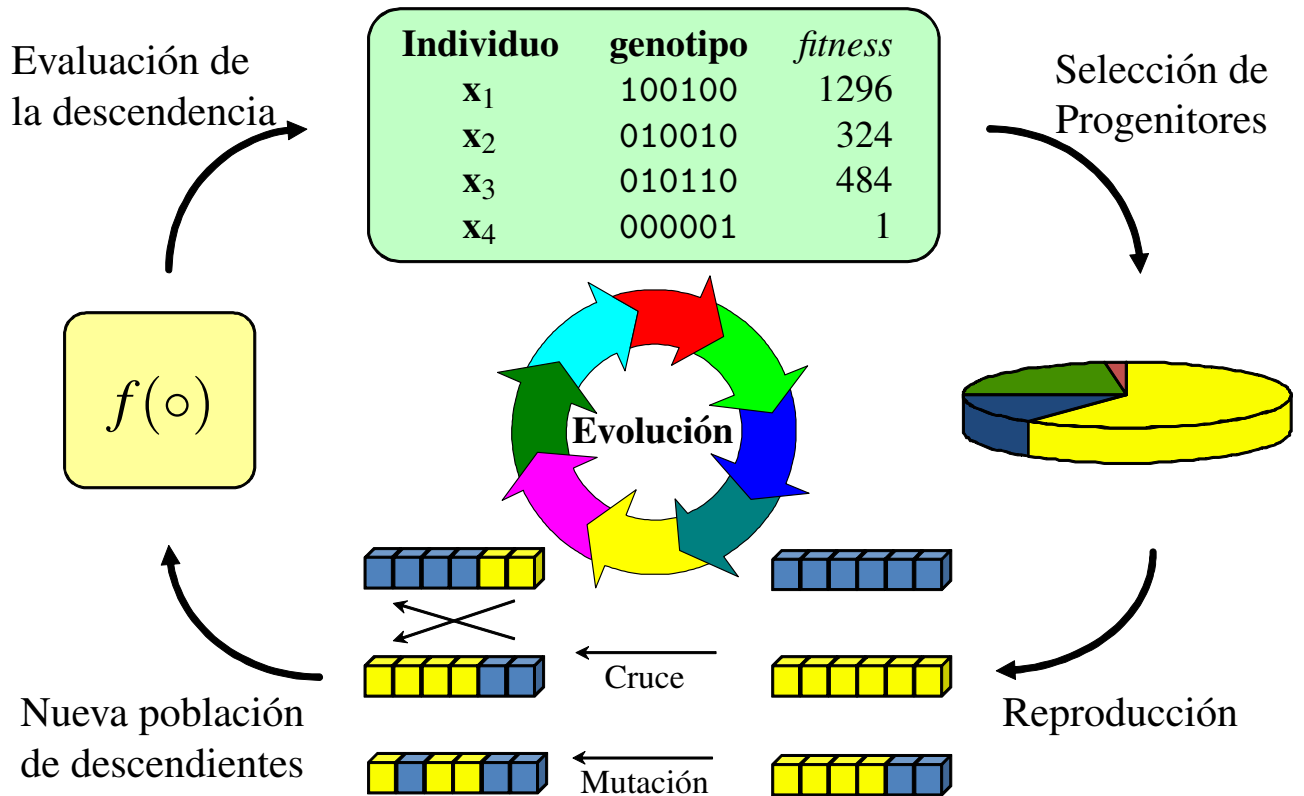 Evaluación de
la descendencia
Individuo genotipo fitness
x1 100100 1296
x2 010010 324
x3 010110 484
x4 000001 1
Selección de
Progenitores
f(∘)
Evolución
Cruce
Reproducción
Nueva población
de descendientes
Mutación